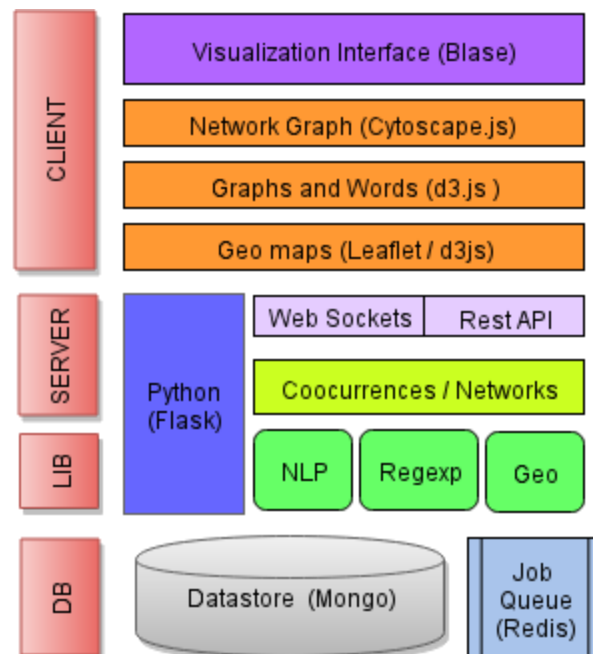 CLIENT
Visualization Interface (Blase)
Network Graph (Cytoscape.js)
Graphs and Words (d3.js )
Geo maps (Leaflet / d3js)
SERVER
Python
(Flask)
Web Sockets
Rest API
Coocurrences / Networks
LIB
NLP
Regexp
Geo
DB
Datastore (Mongo)
Job
Queue
(Redis)